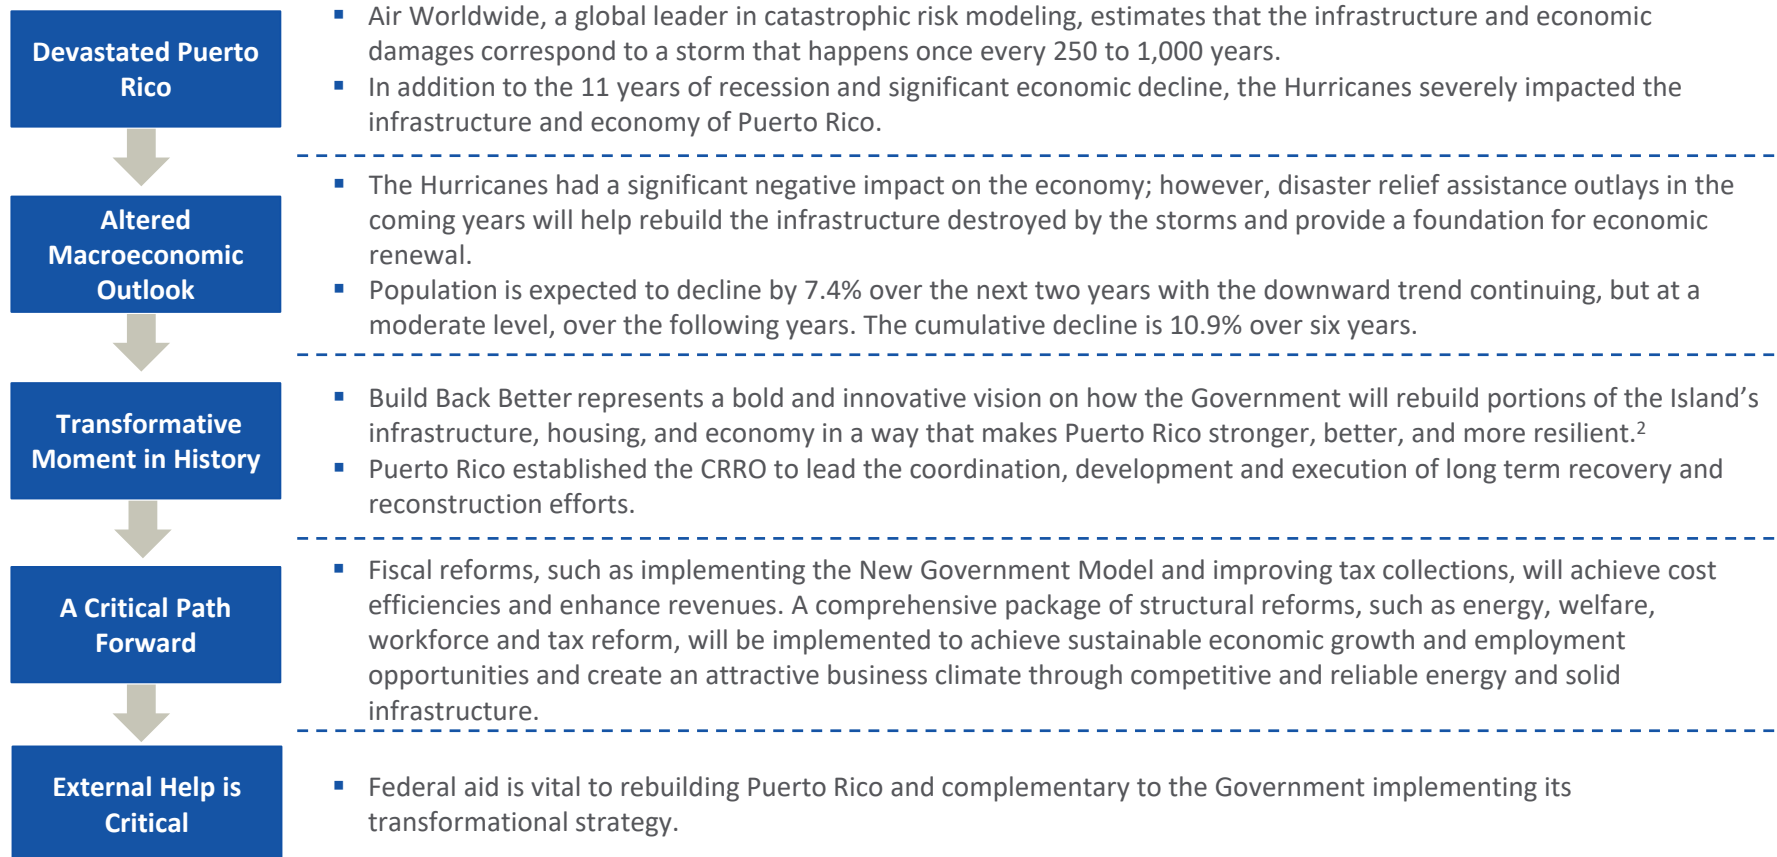 Devastated Puerto
Rico
▪ Air Worldwide, a global leader in catastrophic risk modeling, estimates that the infrastructure and economic
damages correspond to a storm that happens once every 250 to 1,000 years.
▪ In addition to the 11 years of recession and significant economic decline, the Hurricanes severely impacted the
infrastructure and economy of Puerto Rico.
Altered
Macroeconomic
Outlook
▪ The Hurricanes had a significant negative impact on the economy; however, disaster relief assistance outlays in the
coming years will help rebuild the infrastructure destroyed by the storms and provide a foundation for economic
renewal.
▪ Population is expected to decline by 7.4% over the next two years with the downward trend continuing, but at a
moderate level, over the following years. The cumulative decline is 10.9% over six years.
Transformative
Moment in History
▪ Build Back Better represents a bold and innovative vision on how the Government will rebuild portions of the Island’s
infrastructure, housing, and economy in a way that makes Puerto Rico stronger, better, and more resilient.²
▪ Puerto Rico established the CRRO to lead the coordination, development and execution of long term recovery and
reconstruction efforts.
A Critical Path
Forward
▪ Fiscal reforms, such as implementing the New Government Model and improving tax collections, will achieve cost
efficiencies and enhance revenues. A comprehensive package of structural reforms, such as energy, welfare,
workforce and tax reform, will be implemented to achieve sustainable economic growth and employment
opportunities and create an attractive business climate through competitive and reliable energy and solid
infrastructure.
External Help is
Critical
▪ Federal aid is vital to rebuilding Puerto Rico and complementary to the Government implementing its
transformational strategy.